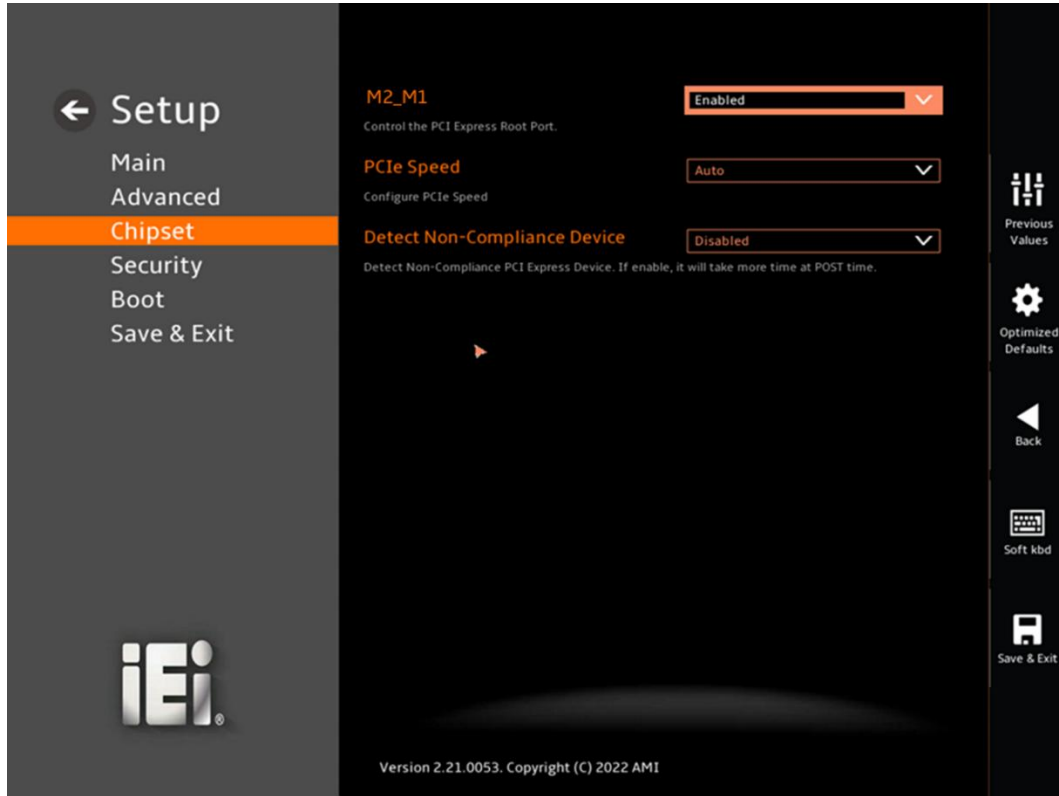 Setup
Main
Advanced
Chipset
Security
Boot
Save & Exit
iEi®
M2_M1
Enabled
Control the PCI Express Root Port.
PCIe Speed
Auto
Configure PCIe Speed
Detect Non-Compliance Device
Disabled
Detect Non-Compliance PCI Express Device. If enable, it will take more time at POST time.
Previous
Values
Optimized
Defaults
Back
Soft kbd
Save & Exit
Version 2.21.0053. Copyright (C) 2022 AMI